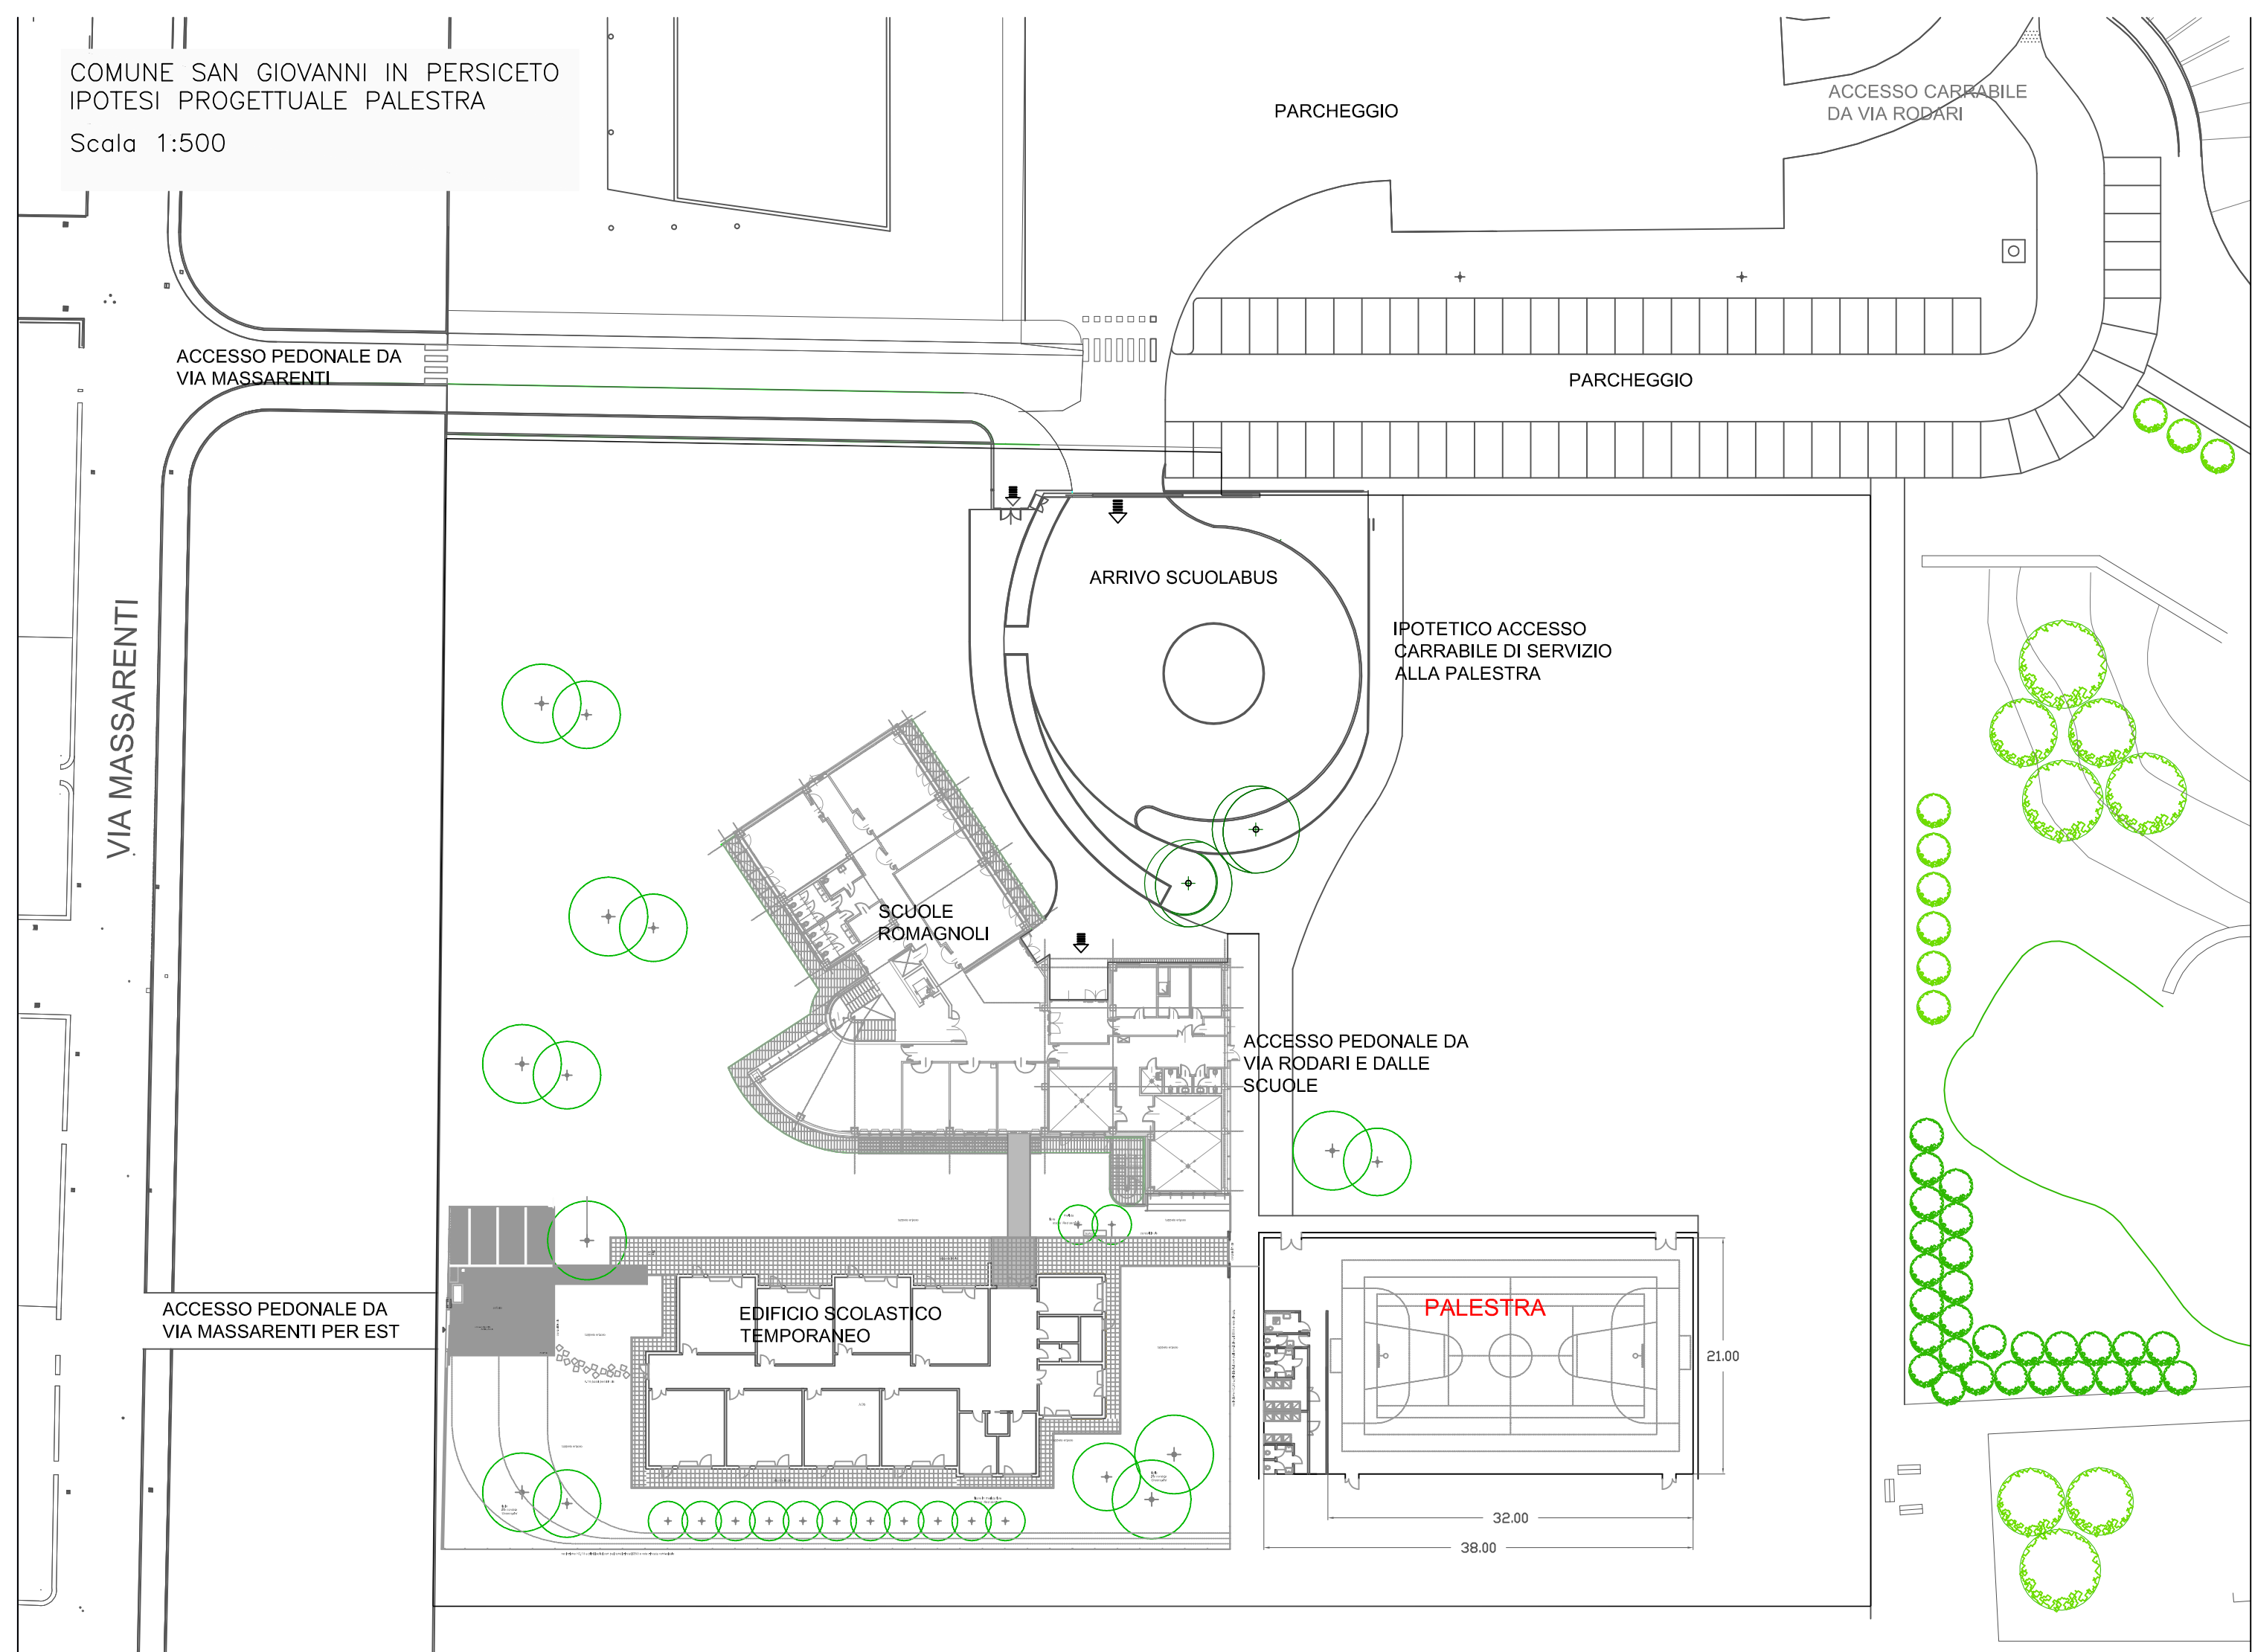 COMUNE SAN GIOVANNI IN PERSICETO
IPOTESI PROGETTUALE PALESTRA
Scala 1:500
PARCHEGGIO
ACCESSO CARRABILE
DA VIA RODARI
ACCESSO PEDONALE DA
VIA MASSARENTI
PARCHEGGIO
ARRIVO SCUOLABUS
IPOTETICO ACCESSO
CARRABILE DI SERVIZIO
ALLA PALESTRA
VIA MASSARENTI
SCUOLE
ROMAGNOLI
ACCESSO PEDONALE DA
VIA RODARI E DALLE
SCUOLE
ACCESSO PEDONALE DA
VIA MASSARENTI PER EST
EDIFICIO SCOLASTICO
TEMPORANEO
PALESTRA
21.00
32.00
38.00